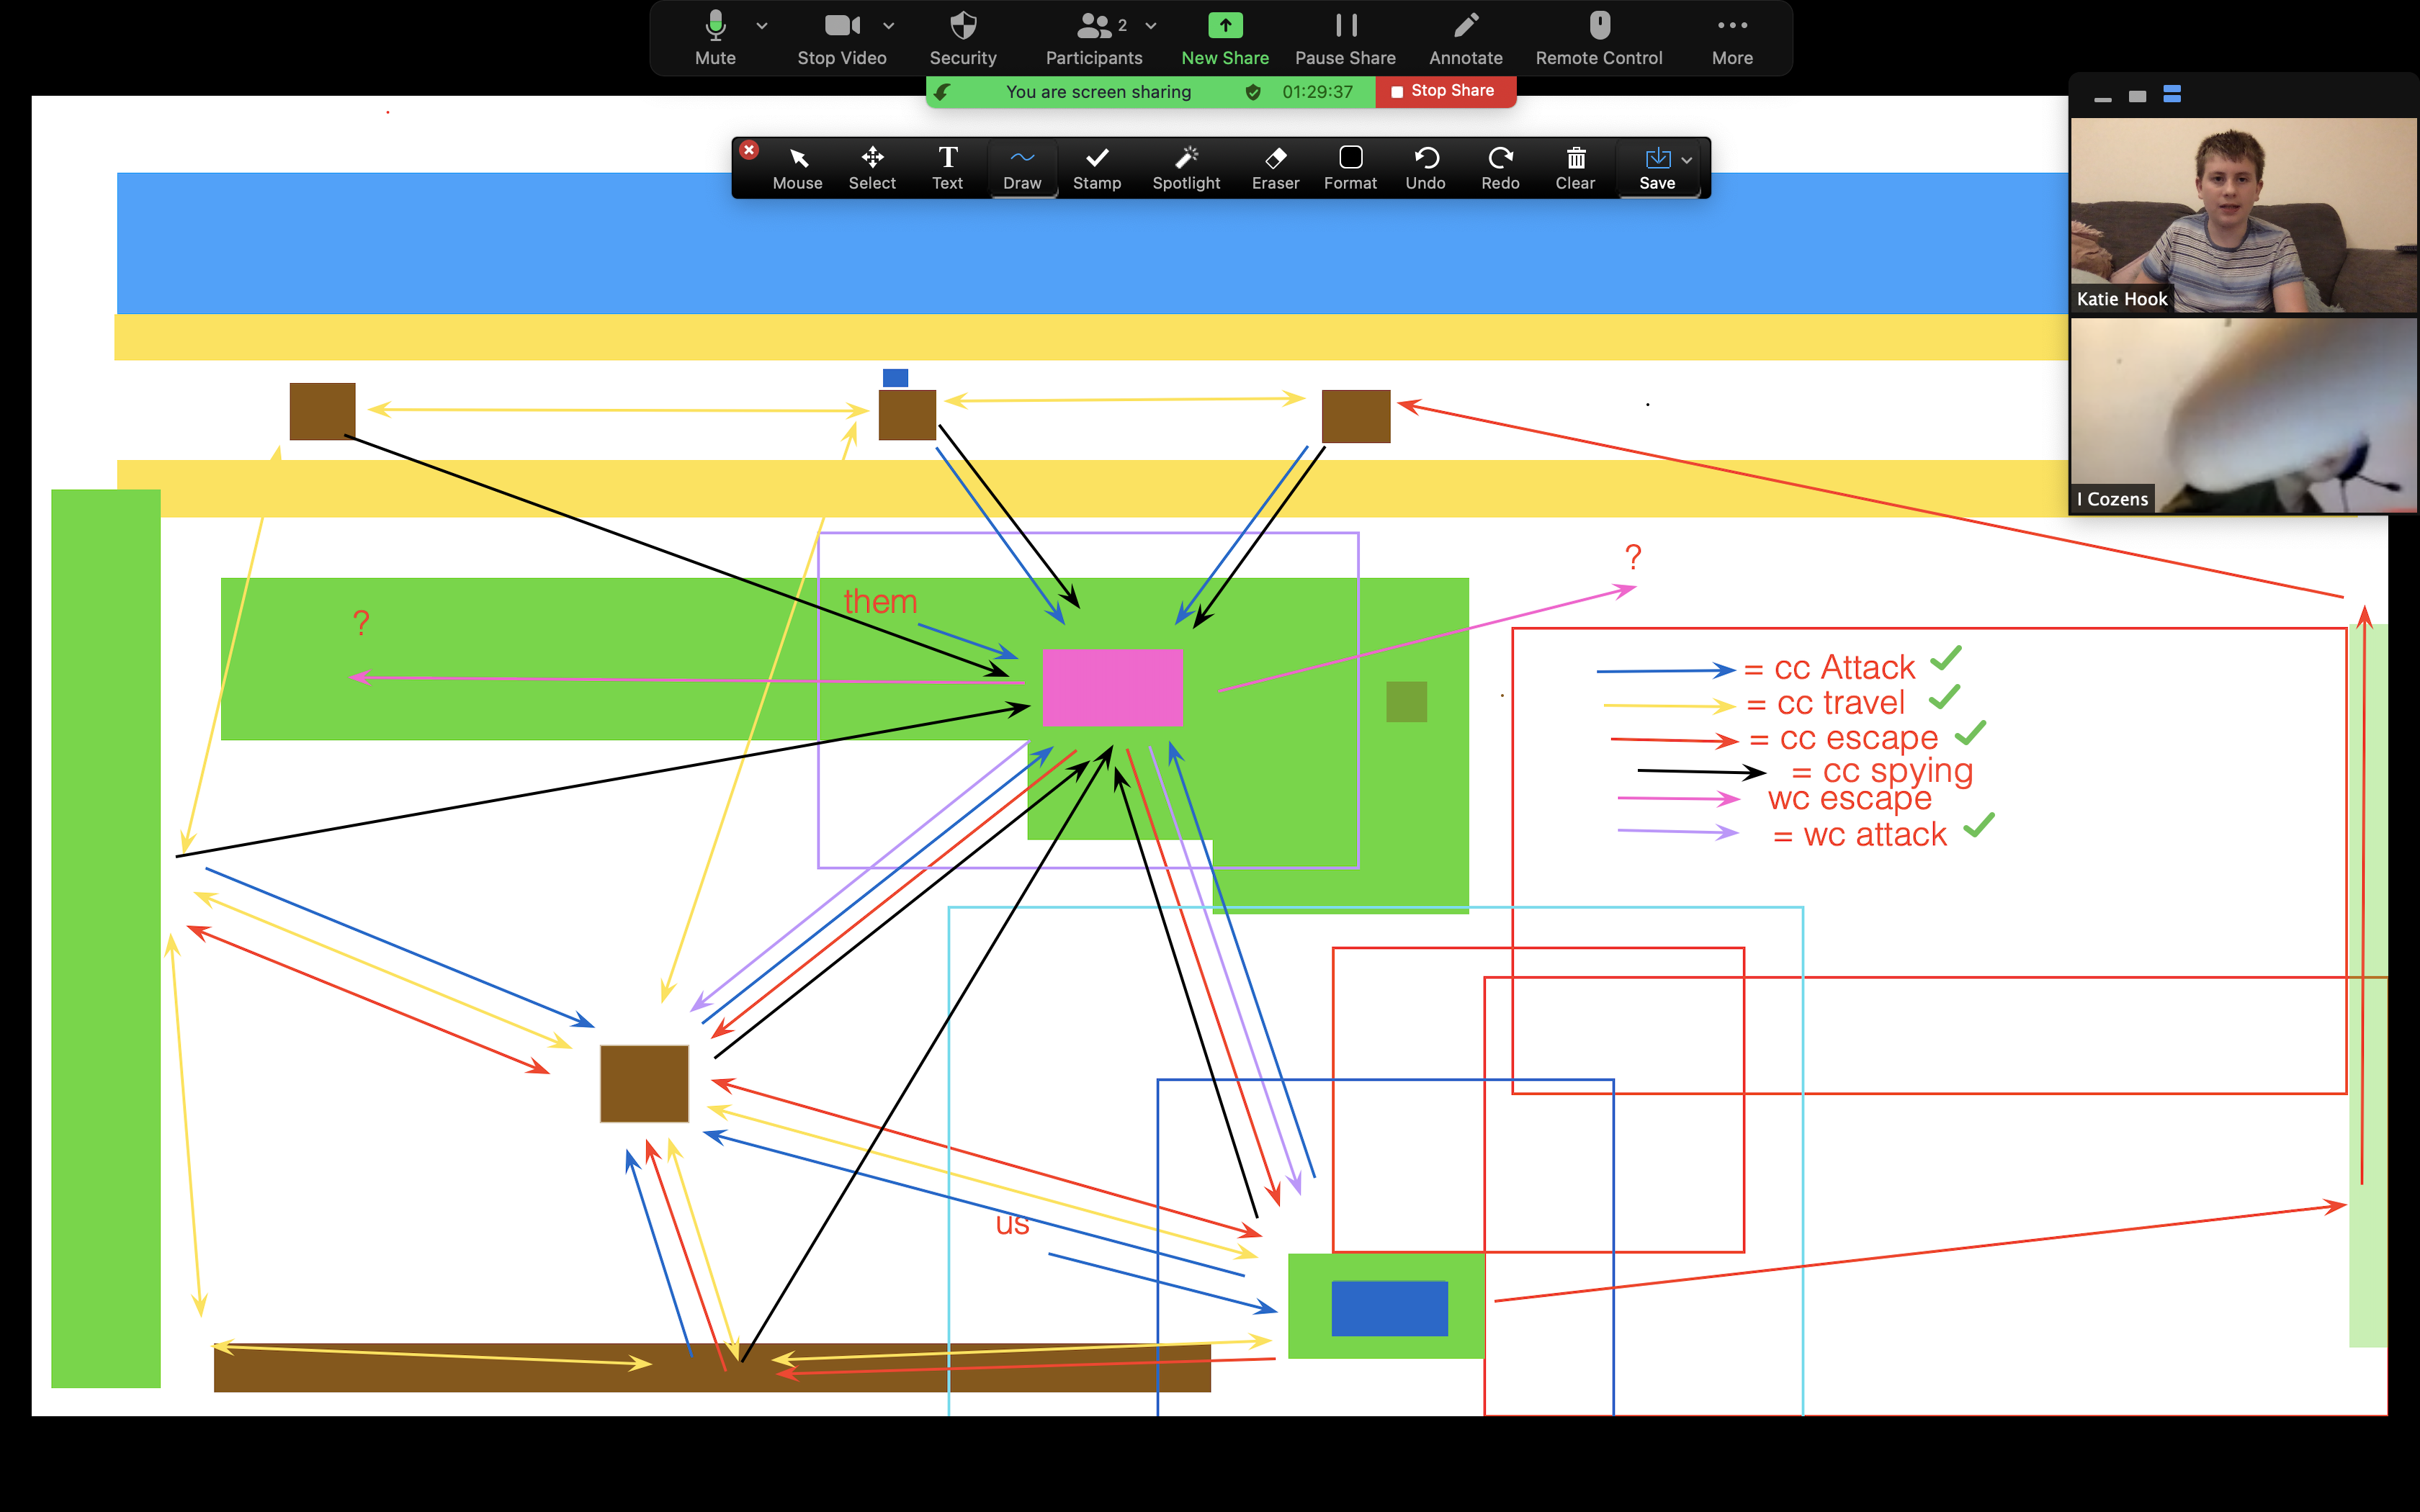 Mute
Stop Video
Security
Participants
2
New Share
Pause Share
Annotate
Remote Control
More
You are screen sharing
01:29:37
Stop Share
Mouse
Select
Text
Draw
Stamp
Spotlight
Eraser
Format
Undo
Redo
Clear
Save
Katie Hook
I Cozens
?
them
?
= cc Attack
= cc travel
= cc escape
= cc spying
wc escape
= wc attack
us